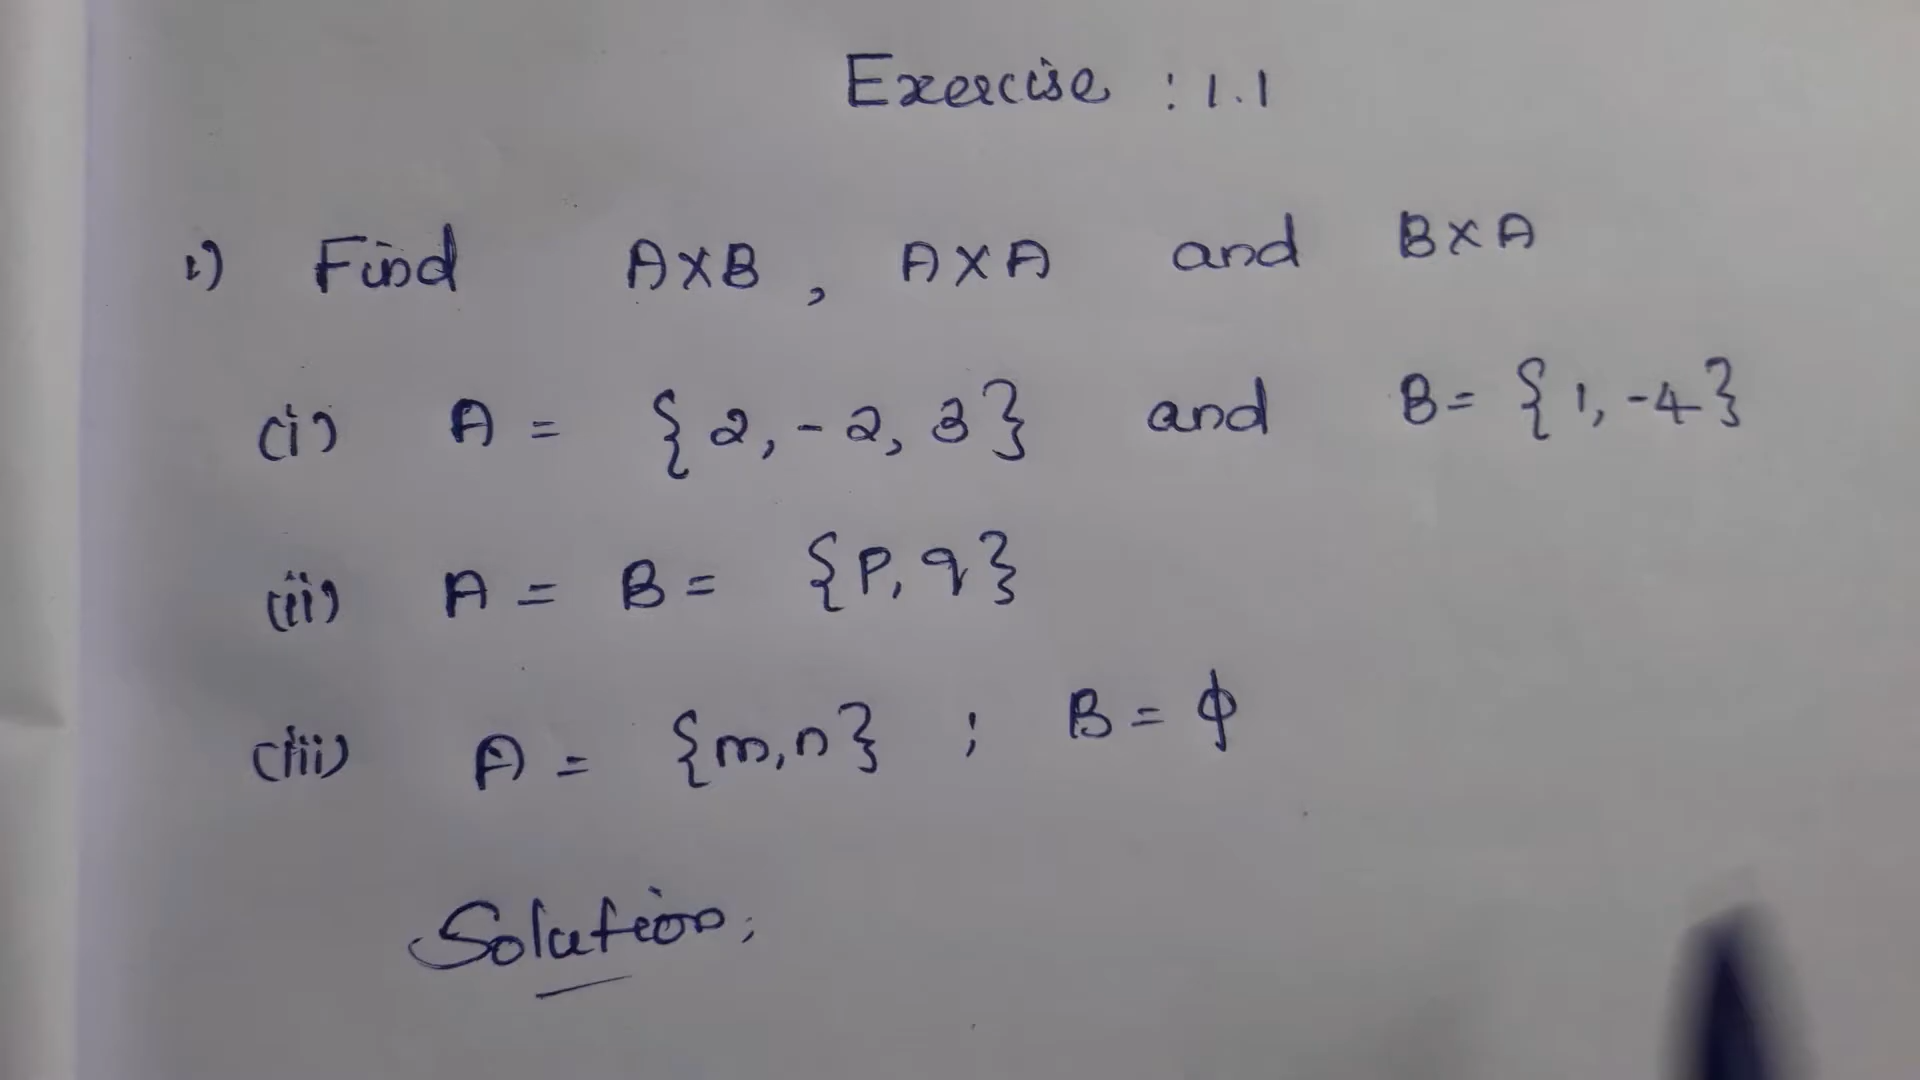 Exercise : 1.1
1) Find A×B , A×A and B×A
(i) A = {2, -2, 3} and B = {1, -4}
(ii) A = B = {p, q}
(iii) A = {m, n} ; B = ϕ
Solution;